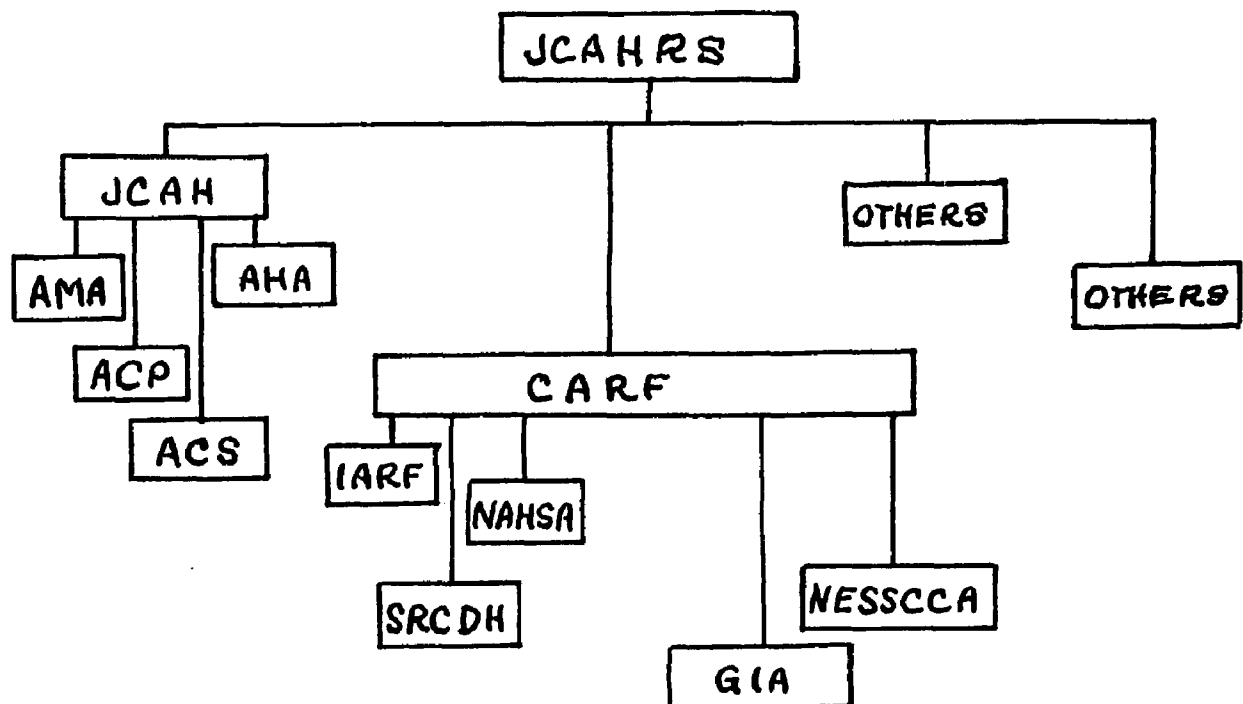 JCAHRS
JCAH
OTHERS
AMA
AHA
OTHERS
ACP
CARF
ACS
IARF
NAHSA
SRCDH
NESSCCA
GIA